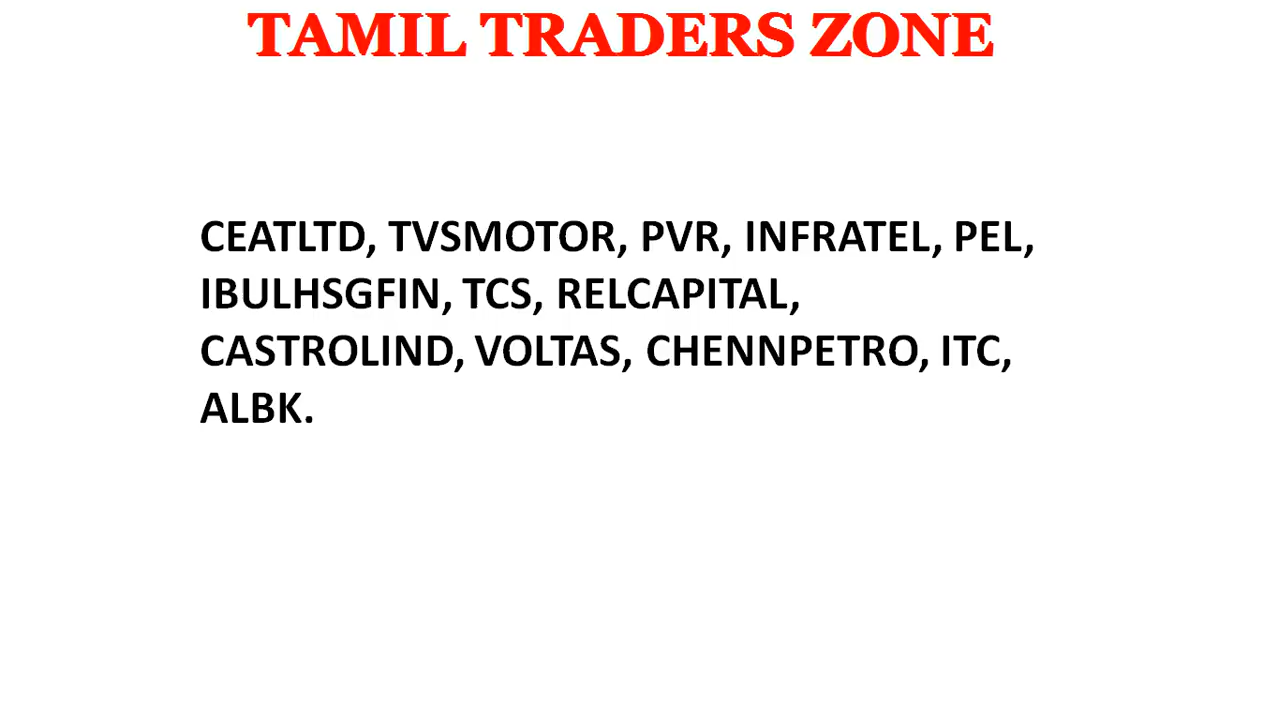 TAMIL TRADERS ZONE
CEATLTD, TVSMOTOR, PVR, INFRATEL, PEL,
IBULHSGFIN, TCS, RELCAPITAL,
CASTROLIND, VOLTAS, CHENNPETRO, ITC,
ALBK.